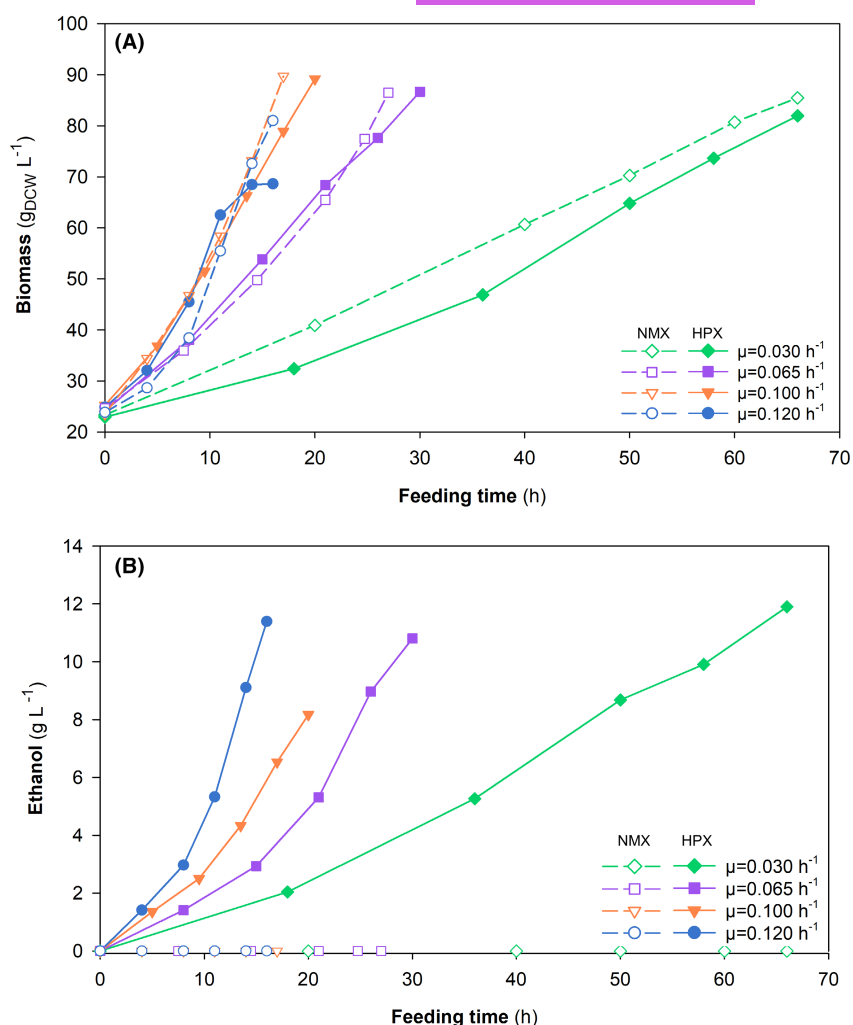 (A)
100
90
80
70
60
50
40
30
20
Biomass (gDCW L⁻¹)
NMX HPX
μ=0.030 h⁻¹
μ=0.065 h⁻¹
μ=0.100 h⁻¹
μ=0.120 h⁻¹
0 10 20 30 40 50 60 70
Feeding time (h)
(B)
14
12
10
8
6
4
2
0
Ethanol (g L⁻¹)
NMX HPX
μ=0.030 h⁻¹
μ=0.065 h⁻¹
μ=0.100 h⁻¹
μ=0.120 h⁻¹
0 10 20 30 40 50 60 70
Feeding time (h)